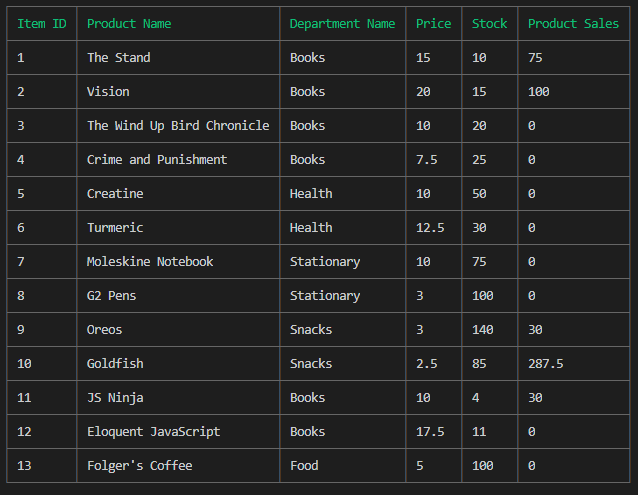 Item ID Product Name Department Name Price Stock Product Sales
1 The Stand Books 15 10 75
2 Vision Books 20 15 100
3 The Wind Up Bird Chronicle Books 10 20 0
4 Crime and Punishment Books 7.5 25 0
5 Creatine Health 10 50 0
6 Turmeric Health 12.5 30 0
7 Moleskine Notebook Stationary 10 75 0
8 G2 Pens Stationary 3 100 0
9 Oreos Snacks 3 140 30
10 Goldfish Snacks 2.5 85 287.5
11 JS Ninja Books 10 4 30
12 Eloquent JavaScript Books 17.5 11 0
13 Folger's Coffee Food 5 100 0